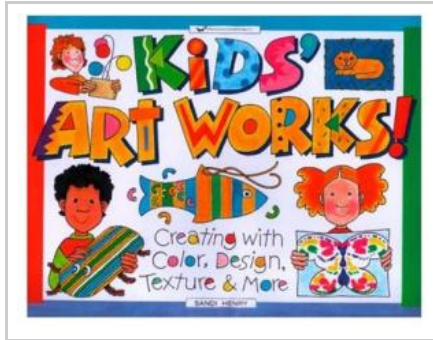 KiDS'
ART WORKS!
Creating with
Color, Design,
Texture & More
SANDI HENRY